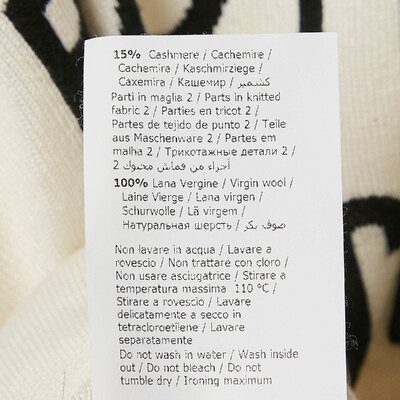 15% Cashmere / Cachemire /
Cachemira / Kaschmirziege /
Caxemira / Кашемир / كشمير
Parti in maglia 2 / Parts in knitted
fabric 2 / Parties en tricot 2 /
Partes de tejido de punto 2 / Teile
aus Maschenware 2 / Partes em
malha 2 / Трикотажные детали 2 /
أجزاء من قماش محبوك 2
100% Lana Vergine / Virgin wool /
Laine Vierge / Lana virgen /
Schurwolle / Lã virgem /
Натуральная шерсть / صوف بكر
Non lavare in acqua / Lavare a
rovescio / Non trattare con cloro /
Non usare asciugatrice / Stirare a
temperatura massima 110 °C /
Stirare a rovescio / Lavare
delicatamente a secco in
tetracloroetilene / Lavare
separatamente
Do not wash in water / Wash inside
out / Do not bleach / Do not
tumble dry / Ironing maximum